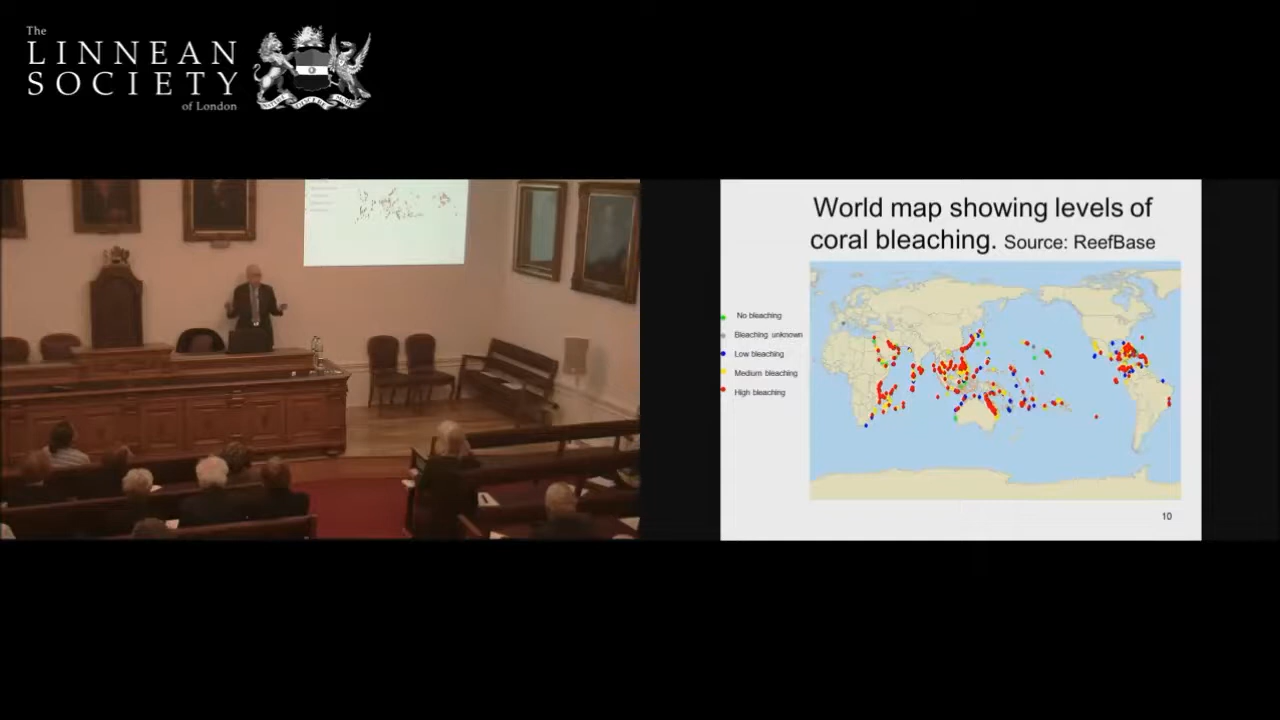 The
LINNEAN
SOCIETY
of London
World map showing levels of
coral bleaching. Source: ReefBase
No bleaching
Bleaching unknown
Low bleaching
Medium bleaching
High bleaching
10